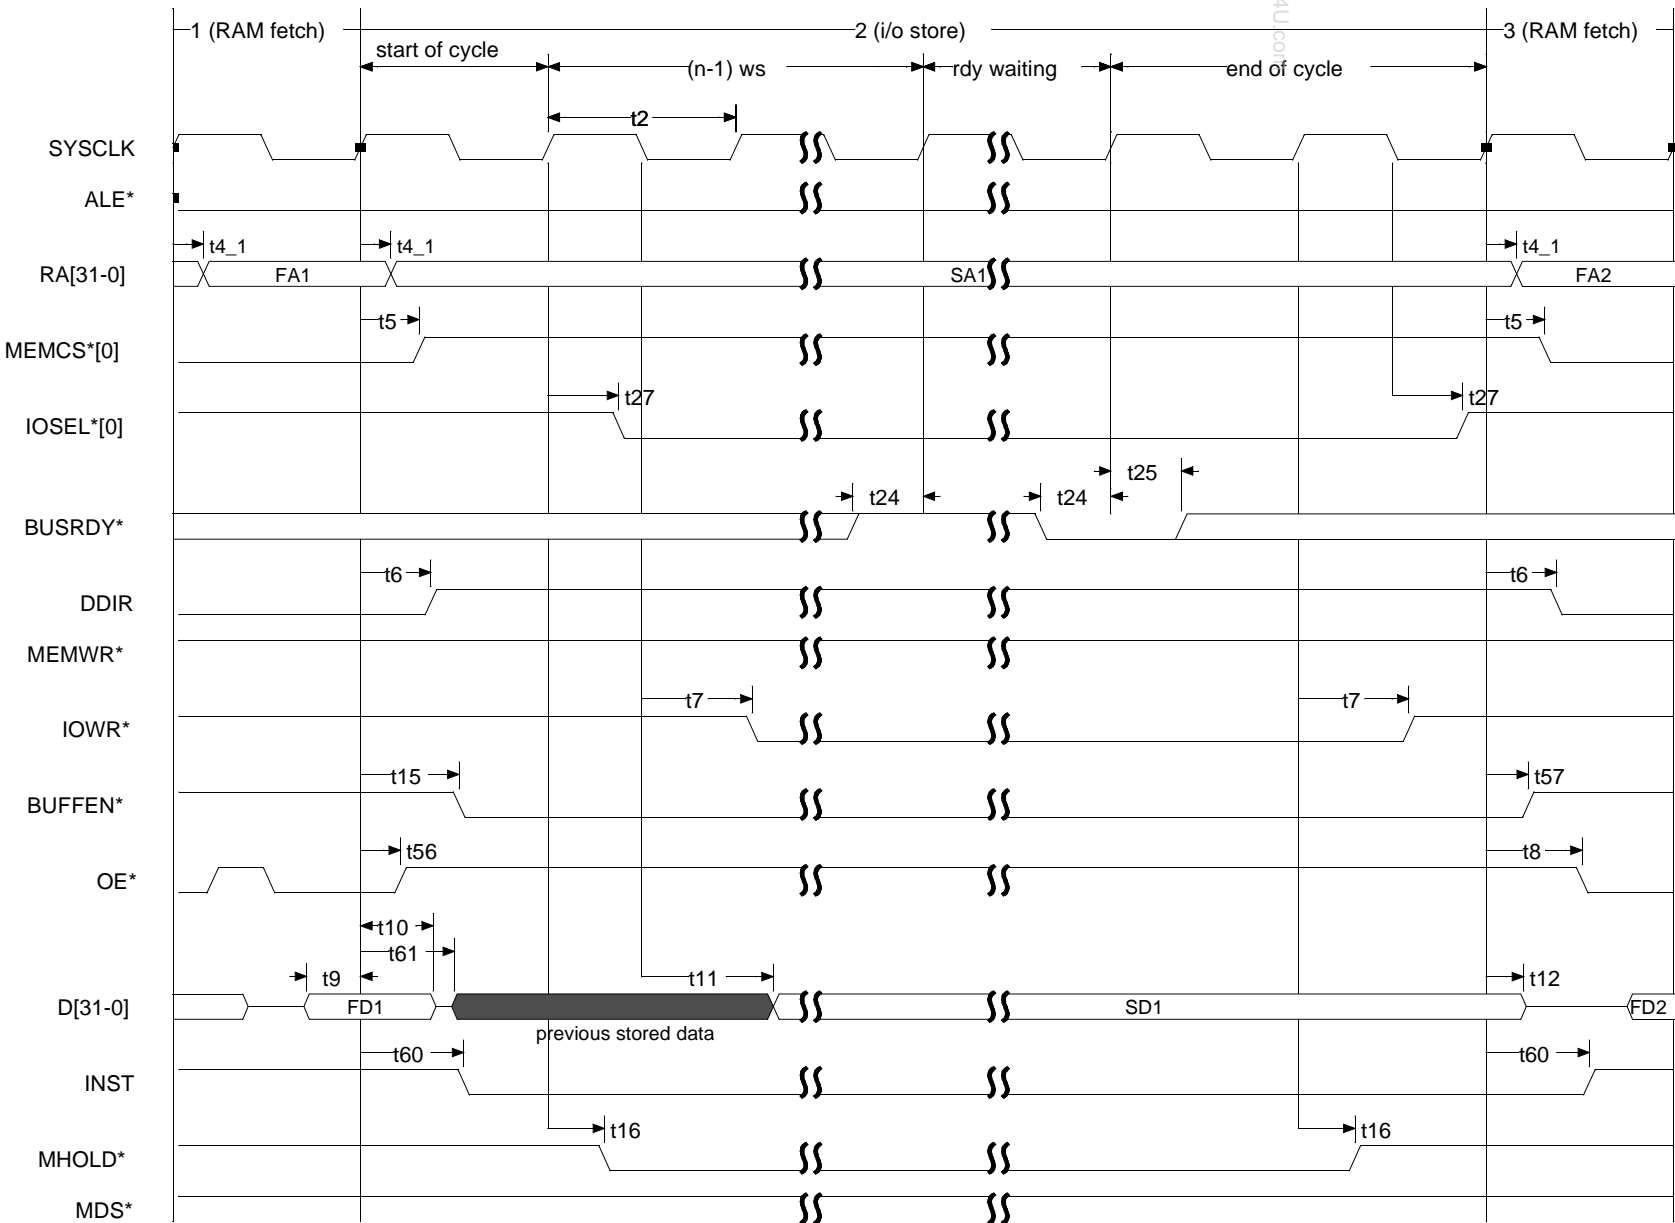 4U.com
1 (RAM fetch) 2 (i/o store) 3 (RAM fetch)
start of cycle (n-1) ws rdy waiting end of cycle
t2
SYSCLK
ALE*
t4_1 t4_1 t4_1
RA[31-0] FA1 SA1 FA2
t5 t5
MEMCS*[0]
t27 t27
IOSEL*[0]
t25
t24 t24
BUSRDY*
t6 t6
DDIR
MEMWR*
t7 t7
IOWR*
t15 t57
BUFFEN*
t56 t8
OE*
t10
t61
t9 t11 t12
D[31-0] FD1 SD1 FD2
previous stored data
t60 t60
INST
t16 t16
MHOLD*
MDS*